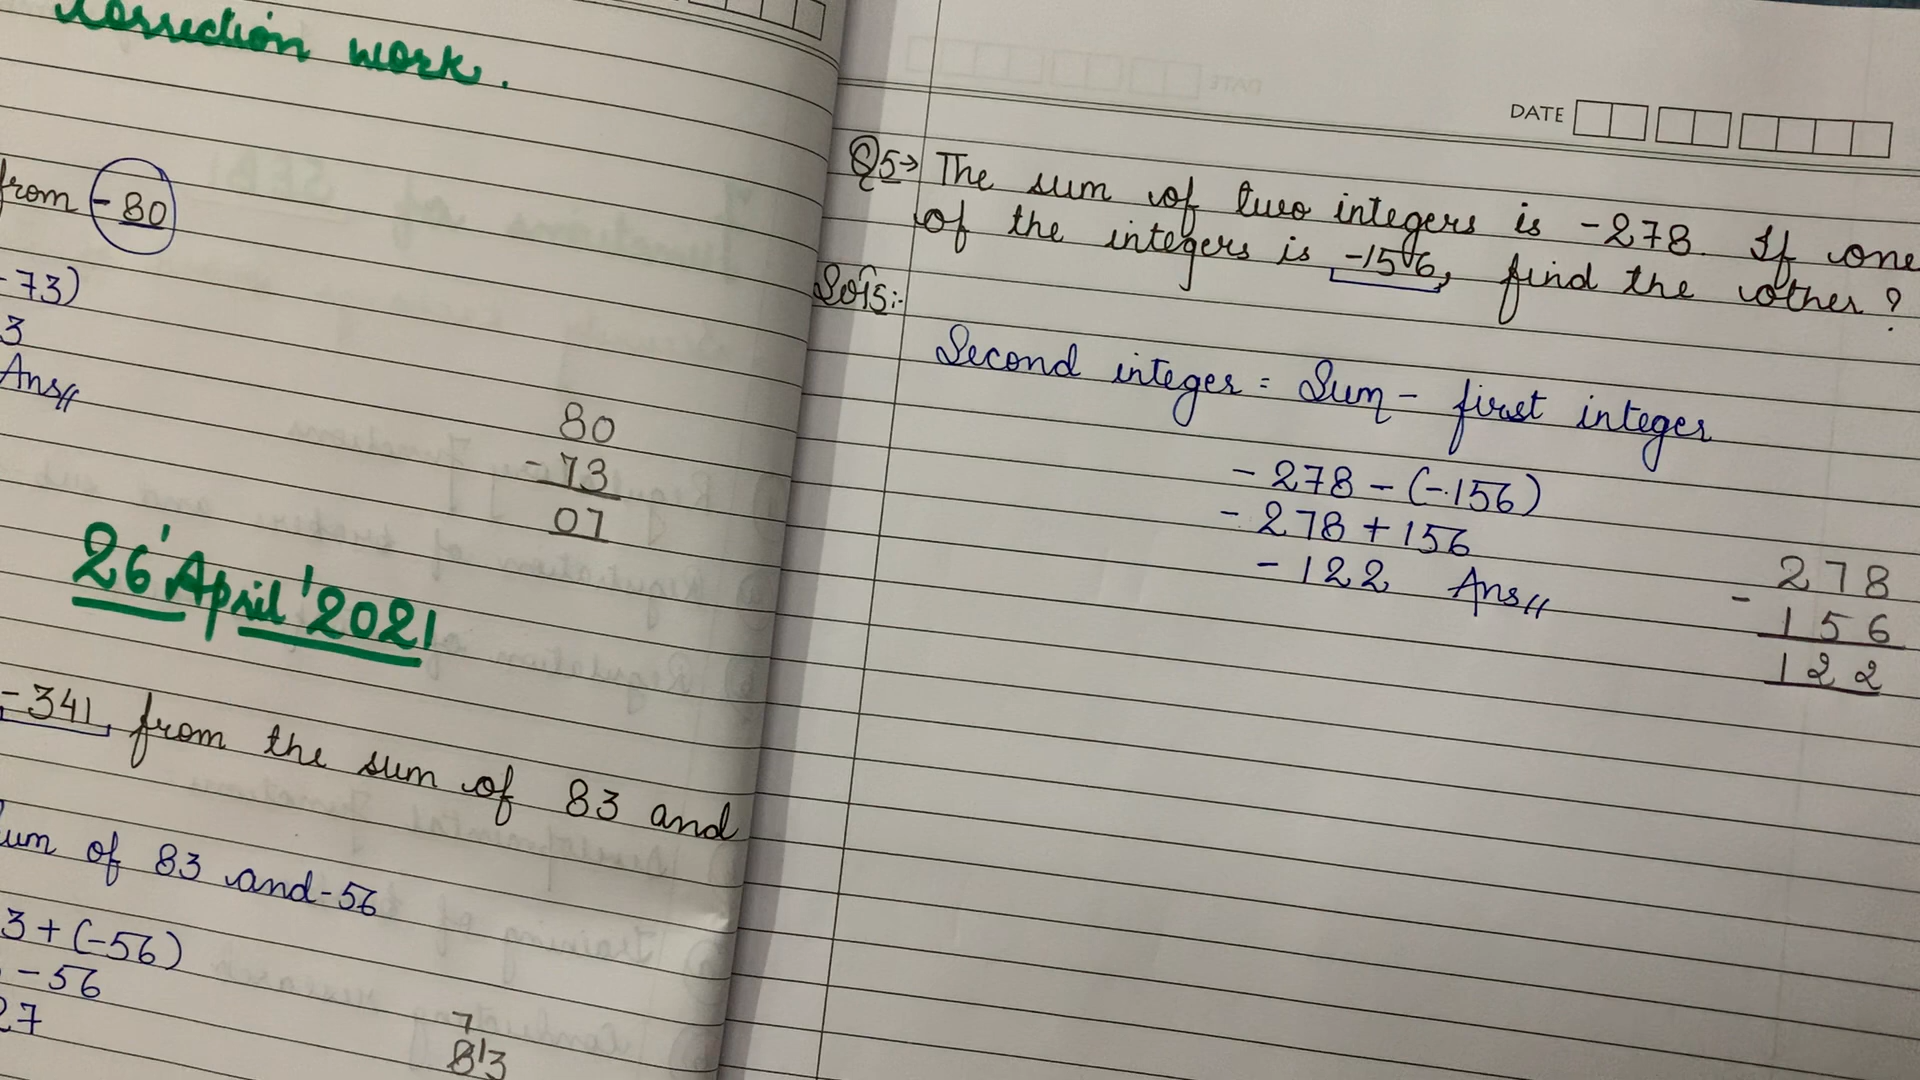 Correction work.
from -80
-73)
3
Ans
80
-73
07
26 April '2021
-341 from the sum of 83 and
sum of 83 and -56
3 + (-56)
-56
27
7
813
DATE
Q5→ The sum of two integers is -278. If one
of the integers is -156, find the other?
Sol5:-
Second integer = Sum - first integer
-278 - (-156)
-278 + 156
-122 Ans
278
- 156
122